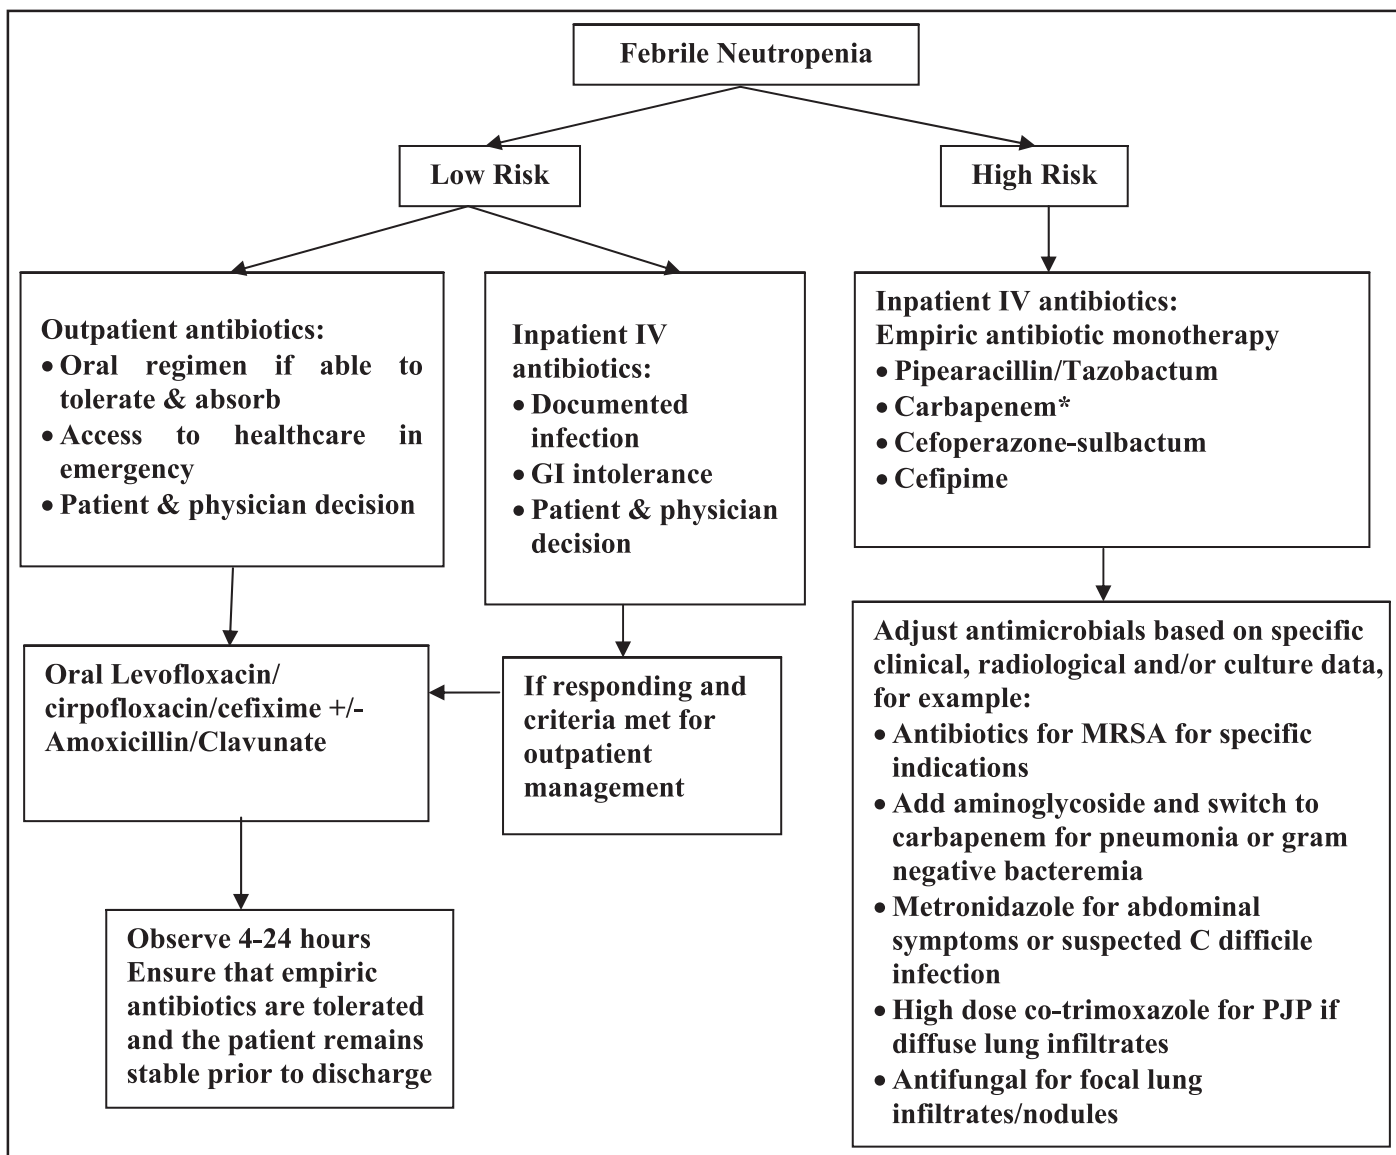 Febrile Neutropenia
Low Risk
High Risk
Outpatient antibiotics:
• Oral regimen if able to
tolerate & absorb
• Access to healthcare in
emergency
• Patient & physician decision
Inpatient IV
antibiotics:
• Documented
infection
• GI intolerance
• Patient & physician
decision
Inpatient IV antibiotics:
Empiric antibiotic monotherapy
• Pipearacillin/Tazobactum
• Carbapenem*
• Cefoperazone-sulbactum
• Cefipime
Oral Levofloxacin/
cirpofloxacin/cefixime +/-
Amoxicillin/Clavunate
If responding and
criteria met for
outpatient
management
Adjust antimicrobials based on specific
clinical, radiological and/or culture data,
for example:
• Antibiotics for MRSA for specific
indications
• Add aminoglycoside and switch to
carbapenem for pneumonia or gram
negative bacteremia
• Metronidazole for abdominal
symptoms or suspected C difficile
infection
• High dose co-trimoxazole for PJP if
diffuse lung infiltrates
• Antifungal for focal lung
infiltrates/nodules
Observe 4-24 hours
Ensure that empiric
antibiotics are tolerated
and the patient remains
stable prior to discharge